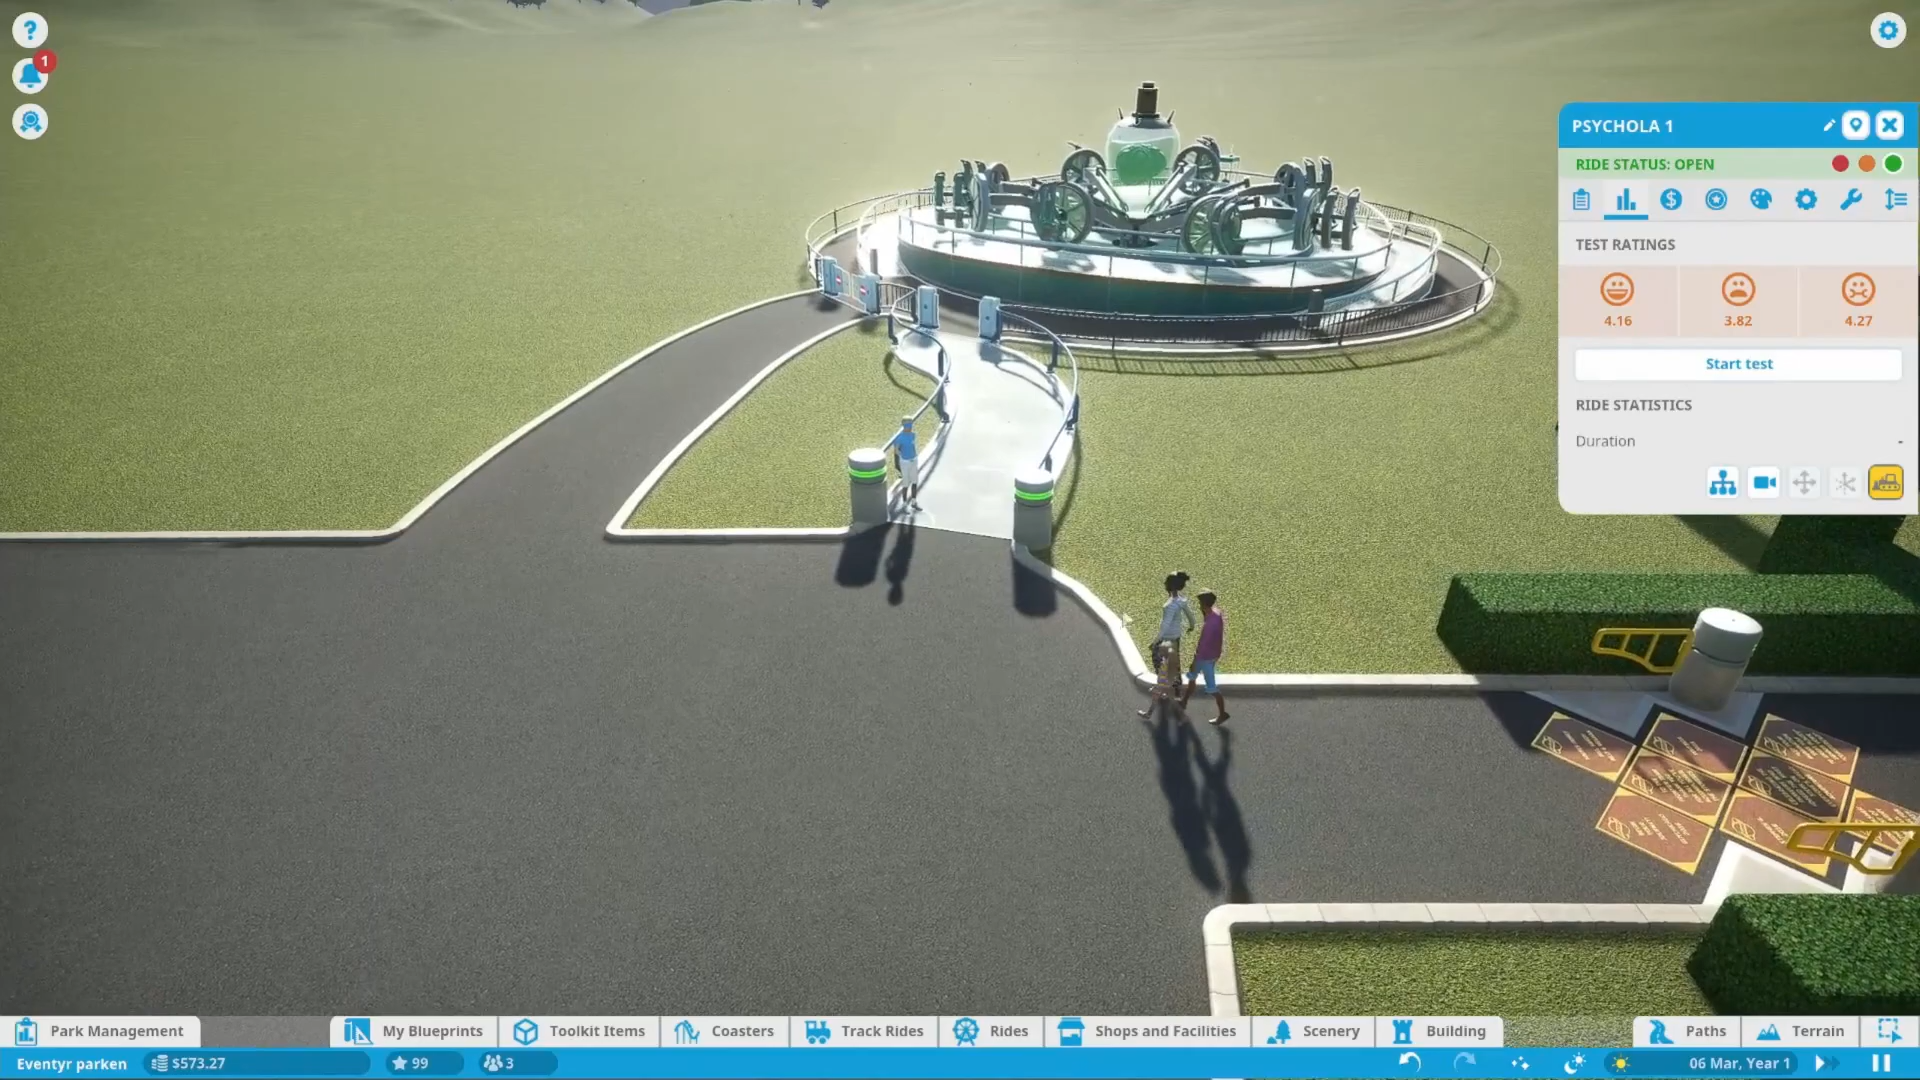 ?
1
PSYCHOLA 1
RIDE STATUS: OPEN
TEST RATINGS
4.16 3.82 4.27
Start test
RIDE STATISTICS
Duration -
Park Management My Blueprints Toolkit Items Coasters Track Rides Rides Shops and Facilities Scenery Building Paths Terrain
Eventyr parken $573.27 99 3 06 Mar, Year 1